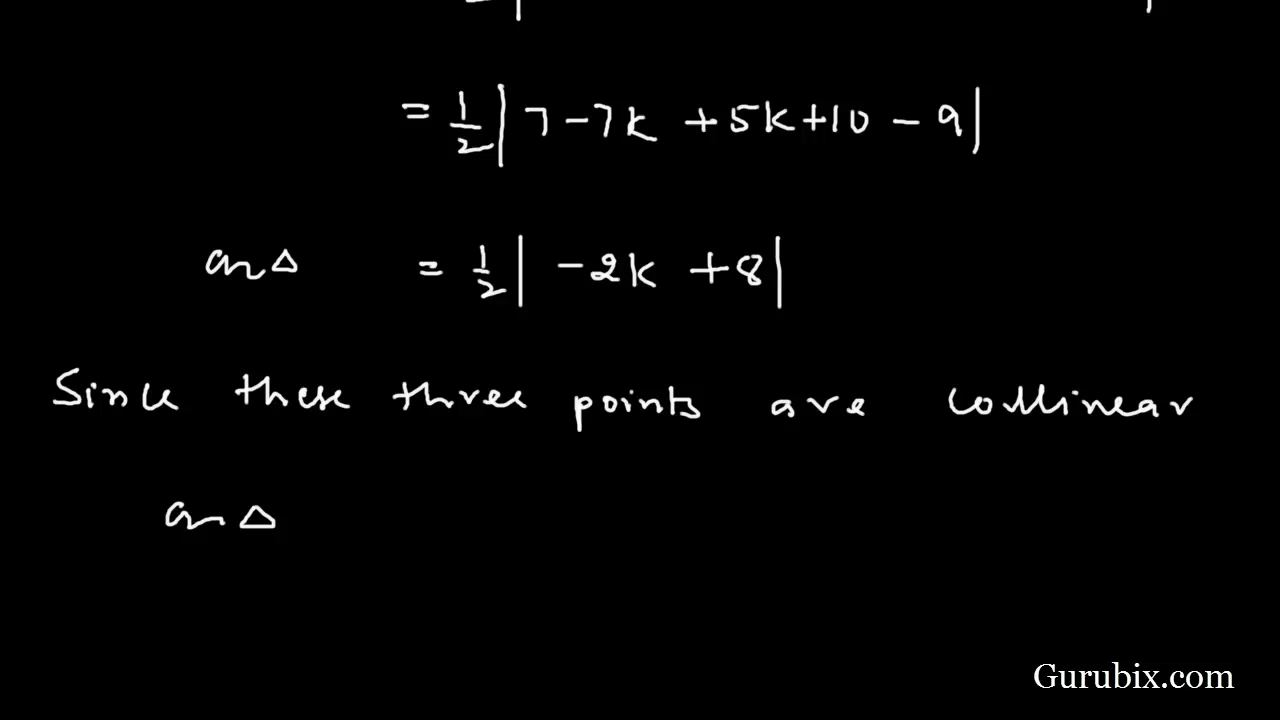 = 1/2 | 7 - 7k + 5k + 10 - 9 |
ar Δ = 1/2 | - 2k + 8 |
Since these three points are collinear
ar Δ
Gurubix.com